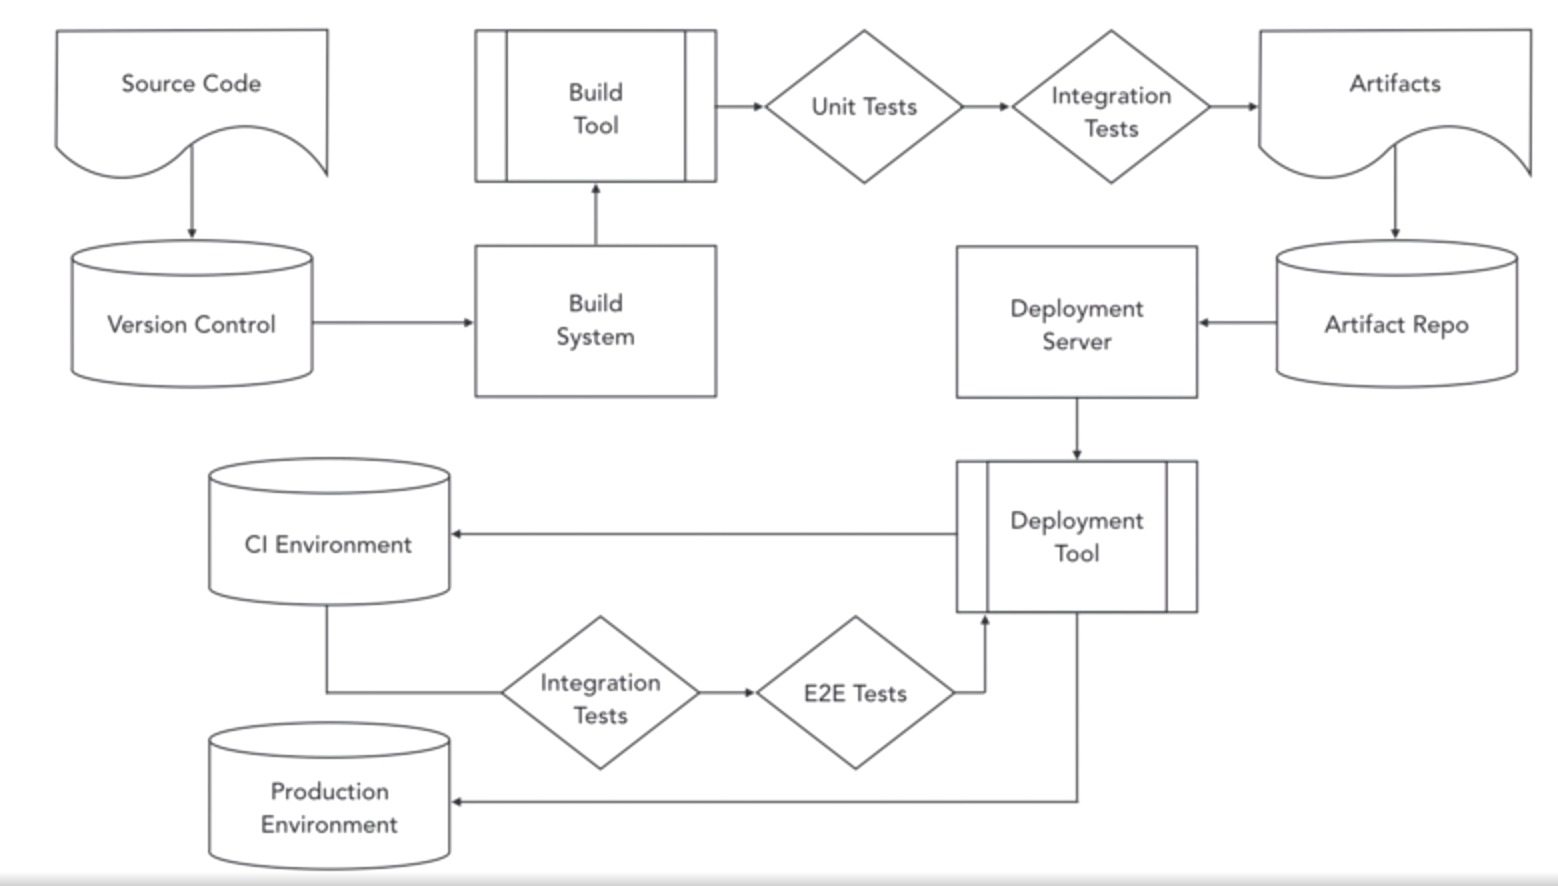 Source Code
Build
Tool
Unit Tests
Integration
Tests
Artifacts
Version Control
Build
System
Deployment
Server
Artifact Repo
CI Environment
Deployment
Tool
Integration
Tests
E2E Tests
Production
Environment